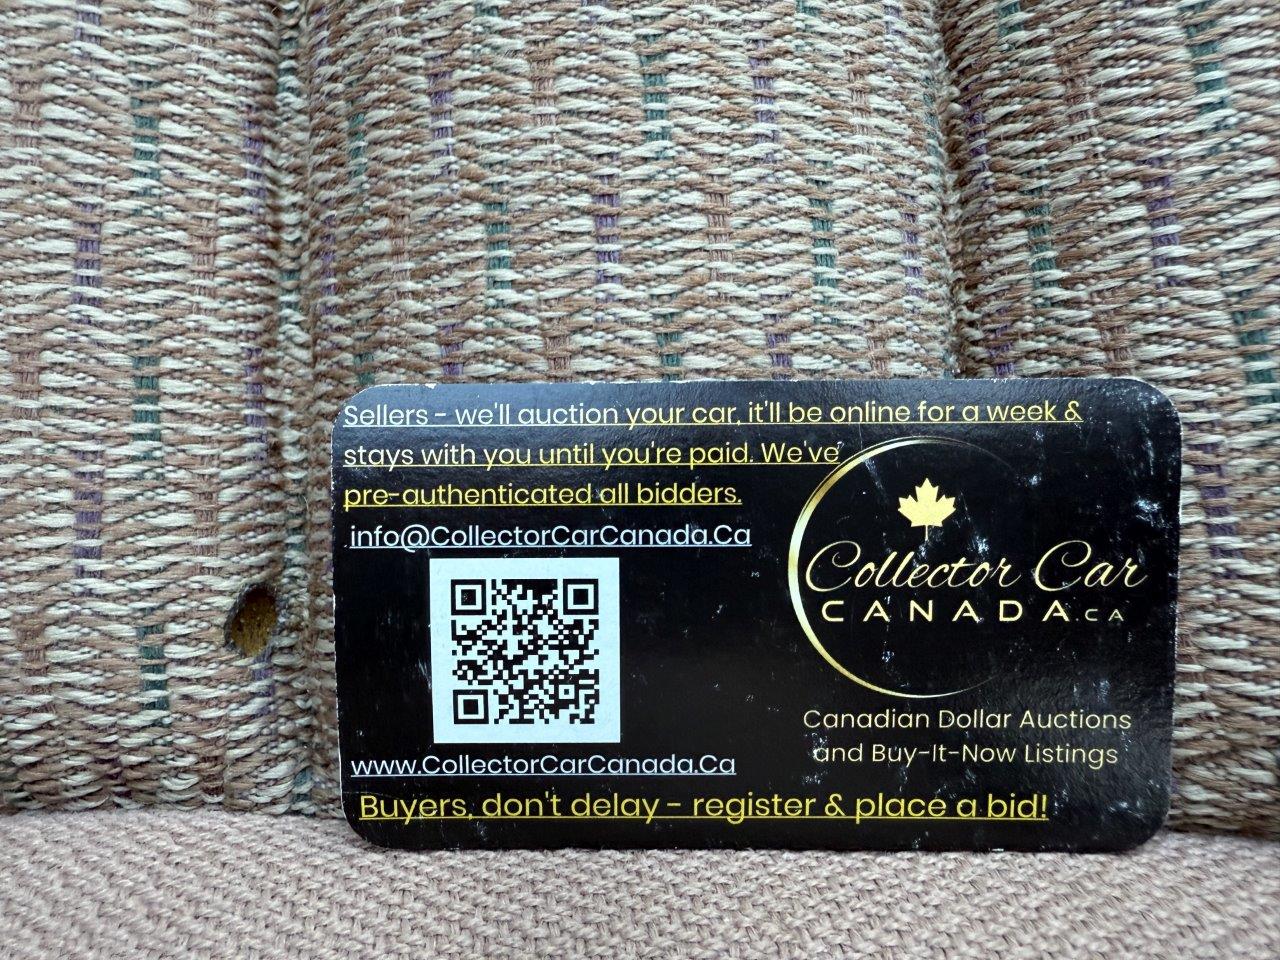 Sellers - we'll auction your car, it'll be online for a week &
stays with you until you're paid. We've
pre-authenticated all bidders.
info@CollectorCarCanada.Ca
Collector Car
CANADA.CA
Canadian Dollar Auctions
and Buy-It-Now Listings
www.CollectorCarCanada.Ca
Buyers, don't delay - register & place a bid!